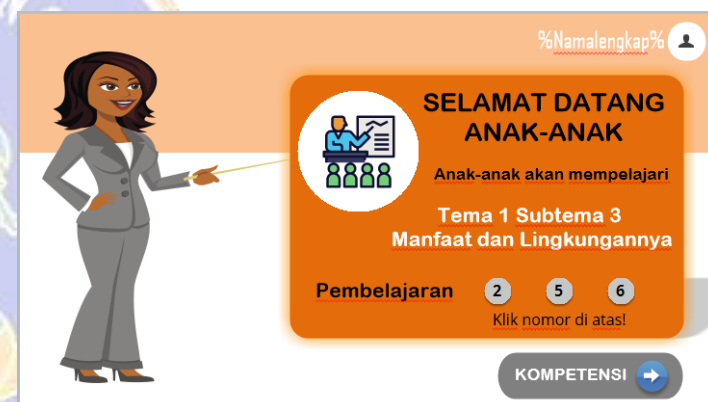 %Namalengkap%
SELAMAT DATANG
ANAK-ANAK
Anak-anak akan mempelajari
Tema 1 Subtema 3
Manfaat dan Lingkungannya
Pembelajaran 2 5 6
Klik nomor di atas!
KOMPETENSI